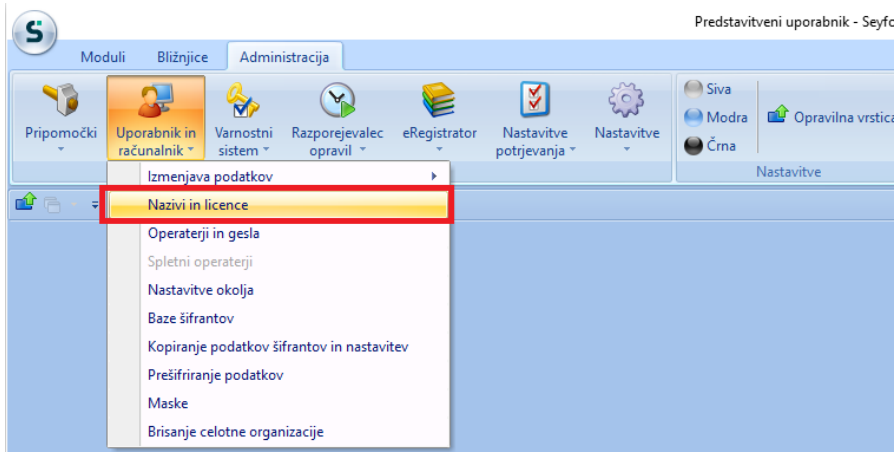 Predstavitveni uporabnik - Seyfo
S
Moduli Bližnjice Administracija
Pripomočki
Uporabnik in
računalnik
Varnostni
sistem
Razporejevalec
opravil
eRegistrator
Nastavitve
potrjevanja
Nastavitve
Siva
Modra
Črna
Opravilna vrstica
Nastavitve
Izmenjava podatkov
Nazivi in licence
Operaterji in gesla
Spletni operaterji
Nastavitve okolja
Baze šifrantov
Kopiranje podatkov šifrantov in nastavitev
Prešifriranje podatkov
Maske
Brisanje celotne organizacije